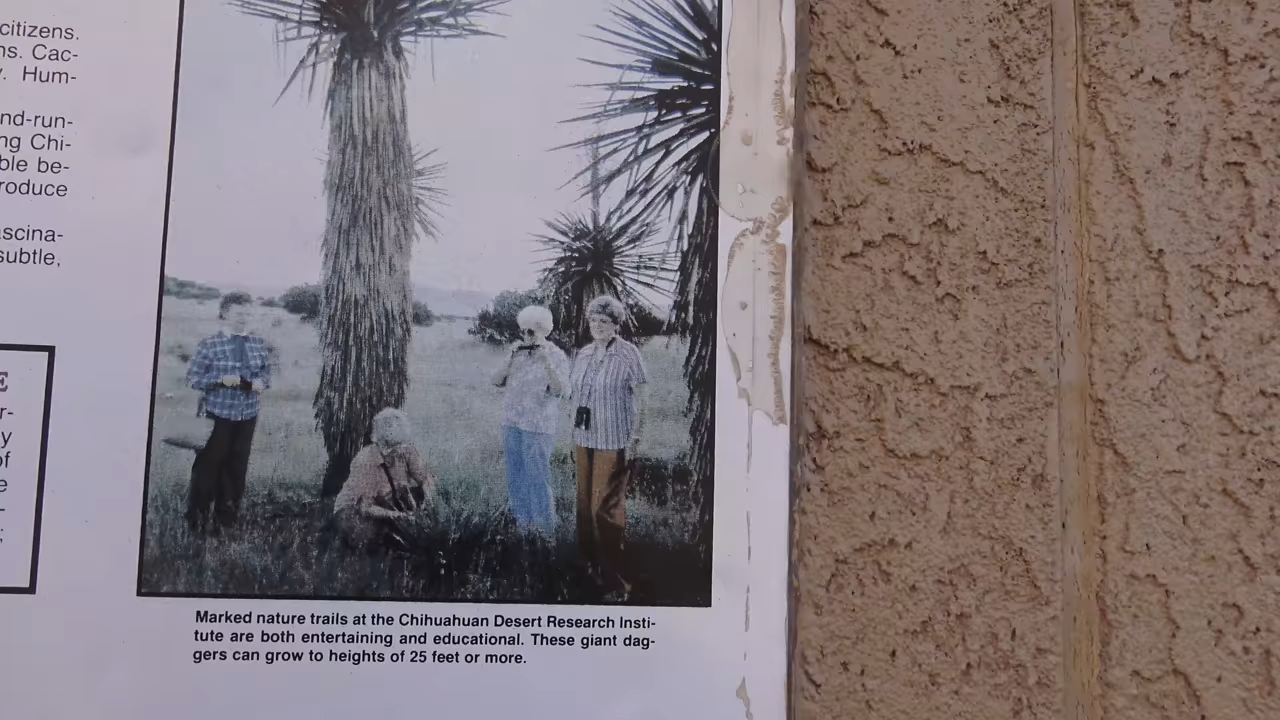 citizens.
ns. Cac-
y. Hum-
nd-run-
ng Chi-
ble be-
roduce
ascina-
subtle,
E
r-
y
of
e
-
;
Marked nature trails at the Chihuahuan Desert Research Insti-
tute are both entertaining and educational. These giant dag-
gers can grow to heights of 25 feet or more.